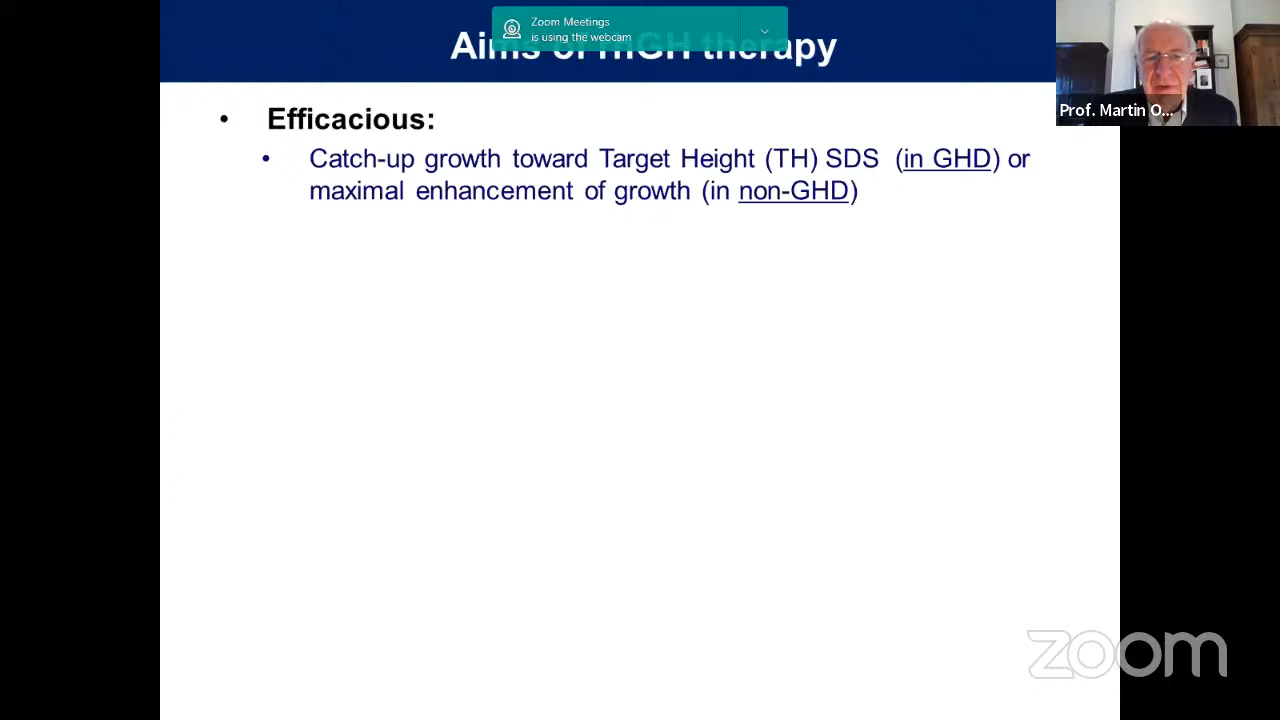 Zoom Meetings
is using the webcam
Aims of rhGH therapy
Prof. Martin O...
• Efficacious:
• Catch-up growth toward Target Height (TH) SDS (in GHD) or
maximal enhancement of growth (in non-GHD)
zoom